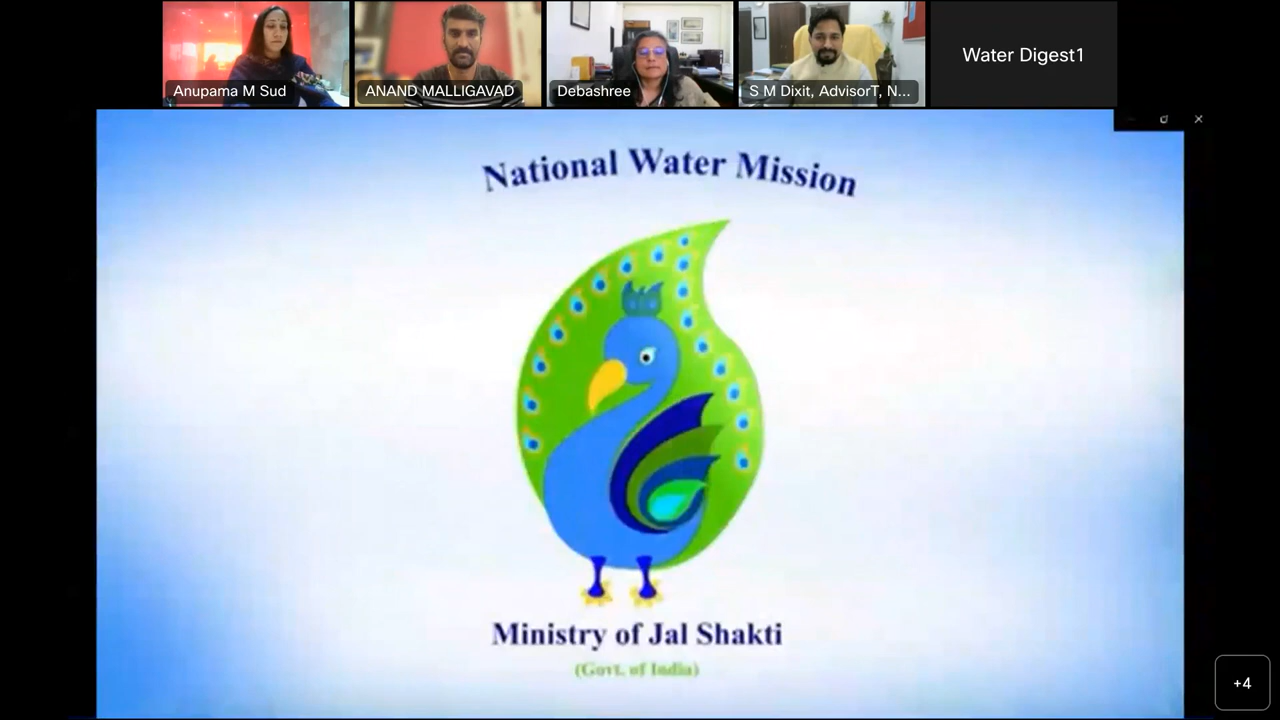 Anupama M Sud
ANAND MALLIGAVAD
Debashree
S M Dixit, AdvisorT, N...
Water Digest1
National Water Mission
Ministry of Jal Shakti
(Govt. of India)
+4